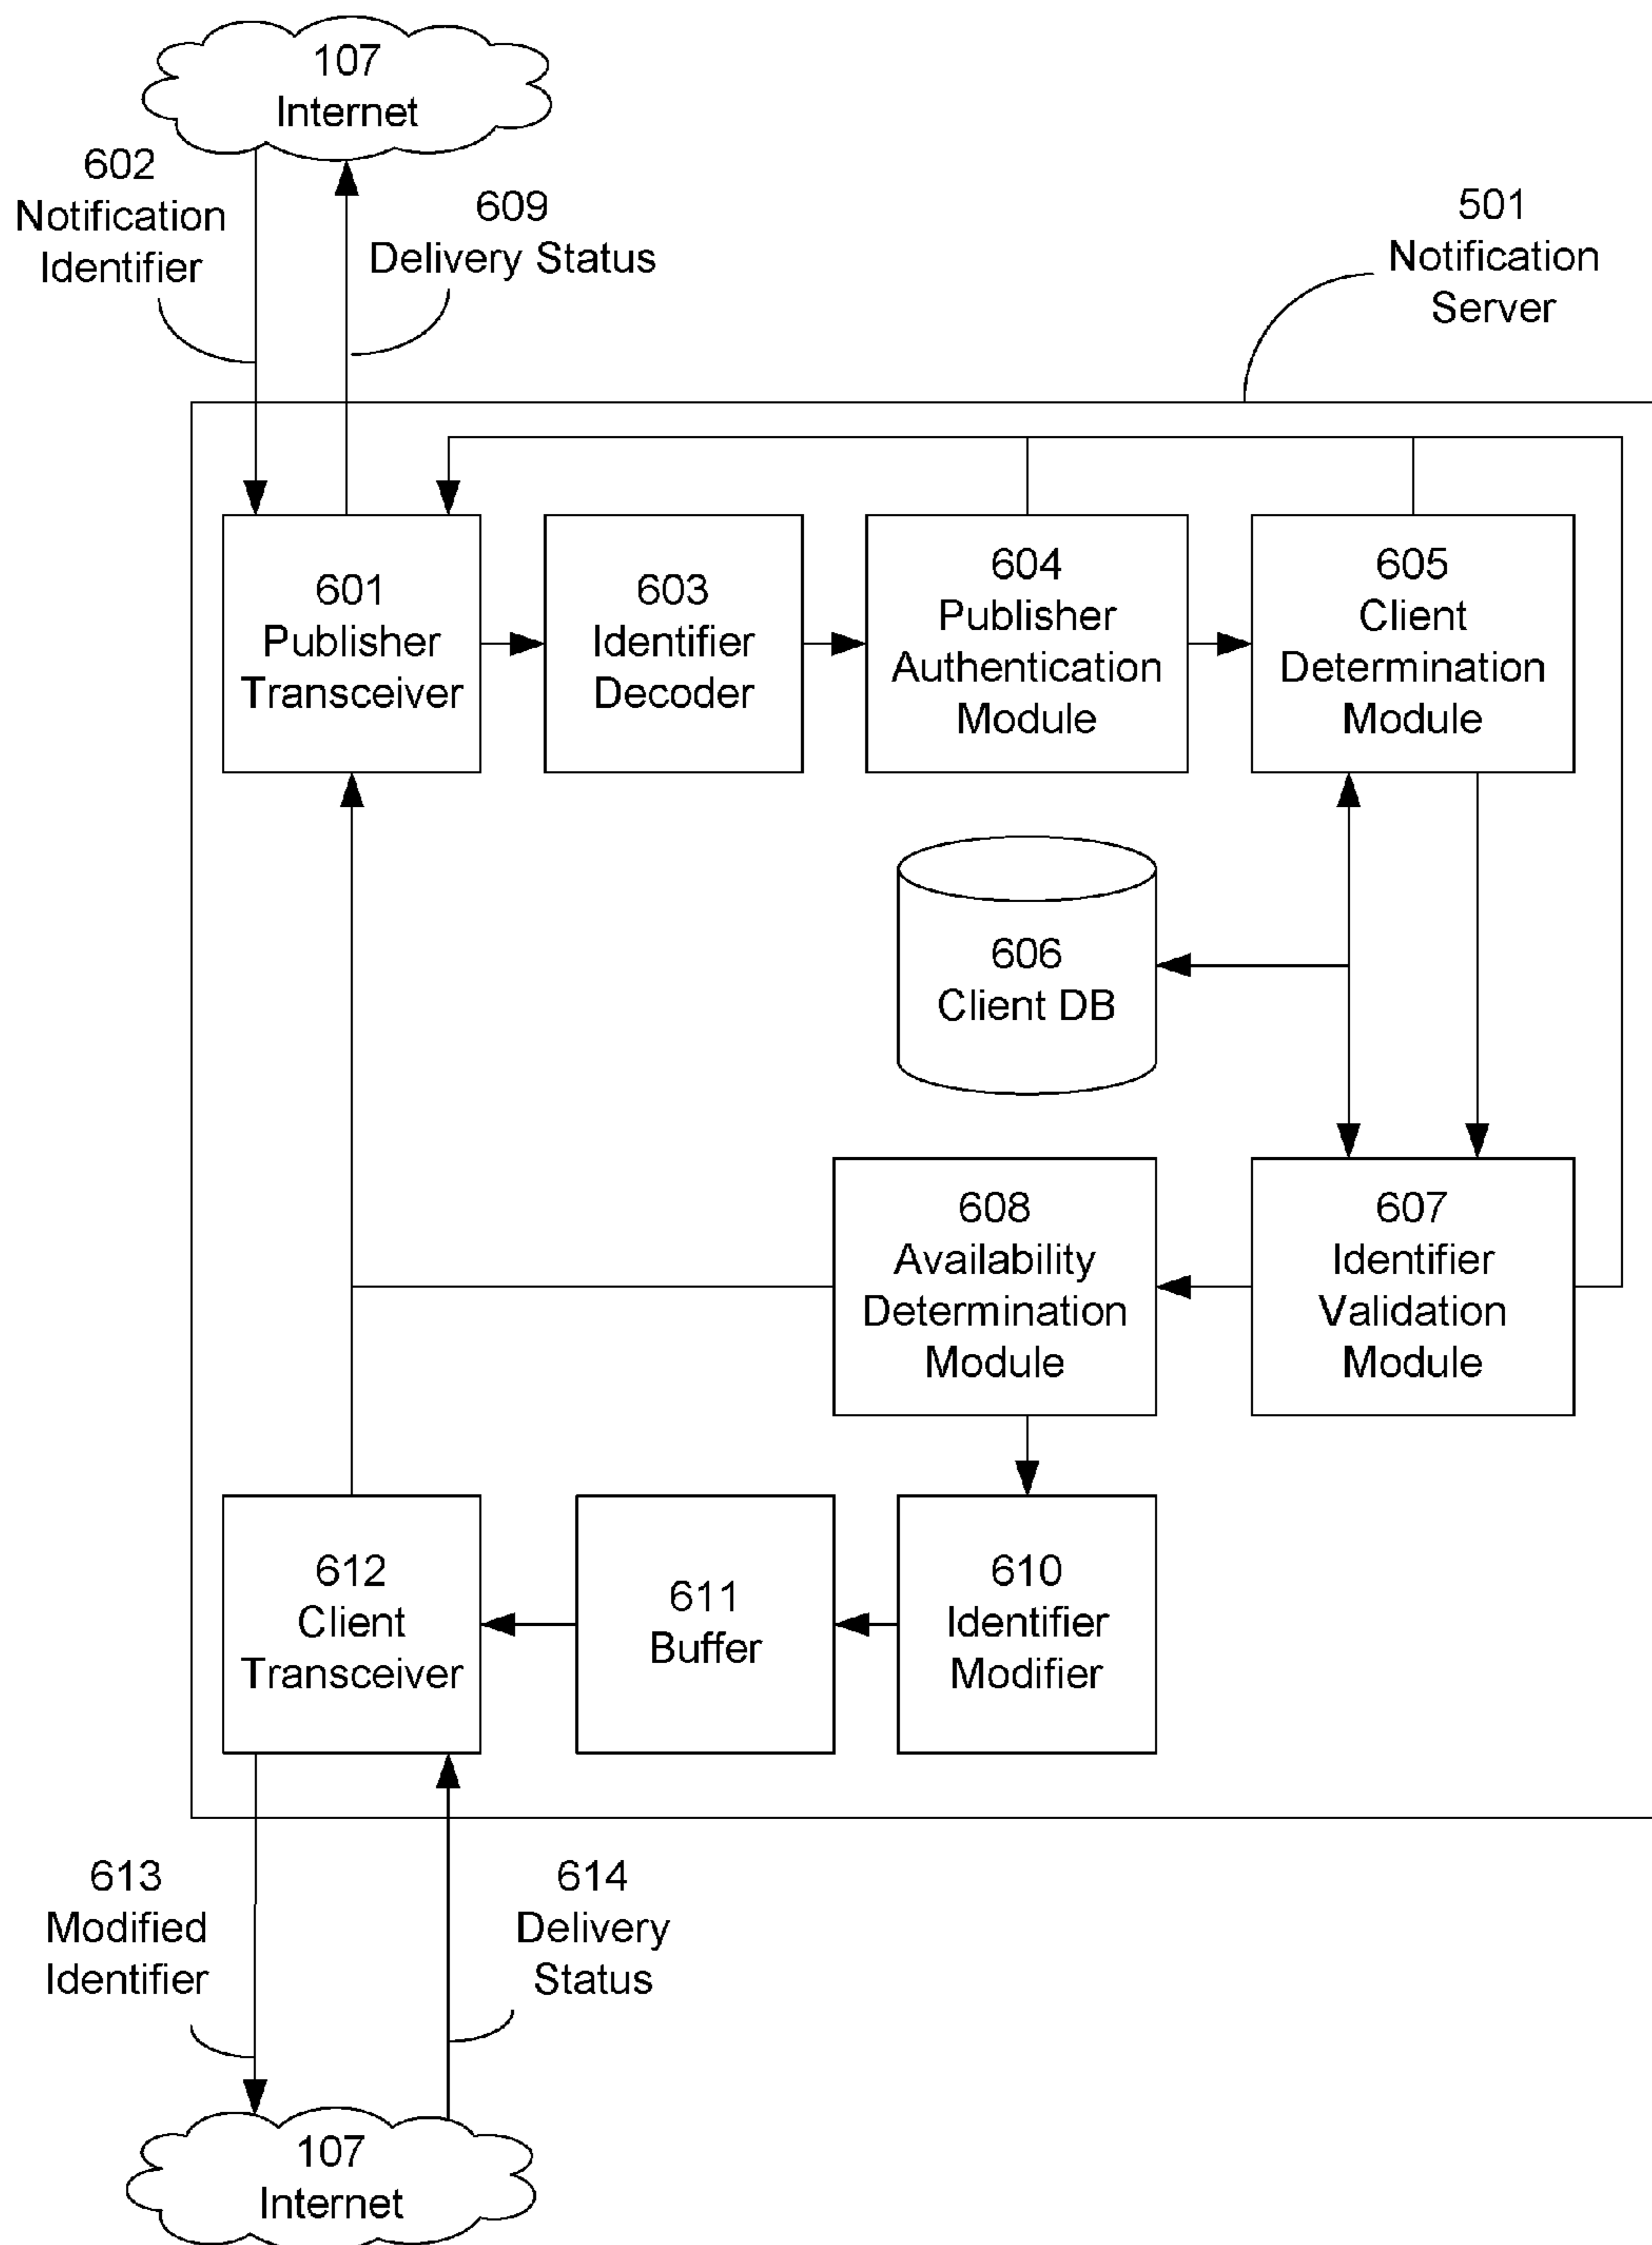 107
Internet
602
Notification
Identifier
609
Delivery Status
501
Notification
Server
601
Publisher
Transceiver
603
Identifier
Decoder
604
Publisher
Authentication
Module
605
Client
Determination
Module
606
Client DB
608
Availability
Determination
Module
607
Identifier
Validation
Module
612
Client
Transceiver
611
Buffer
610
Identifier
Modifier
613
Modified
Identifier
614
Delivery
Status
107
Internet